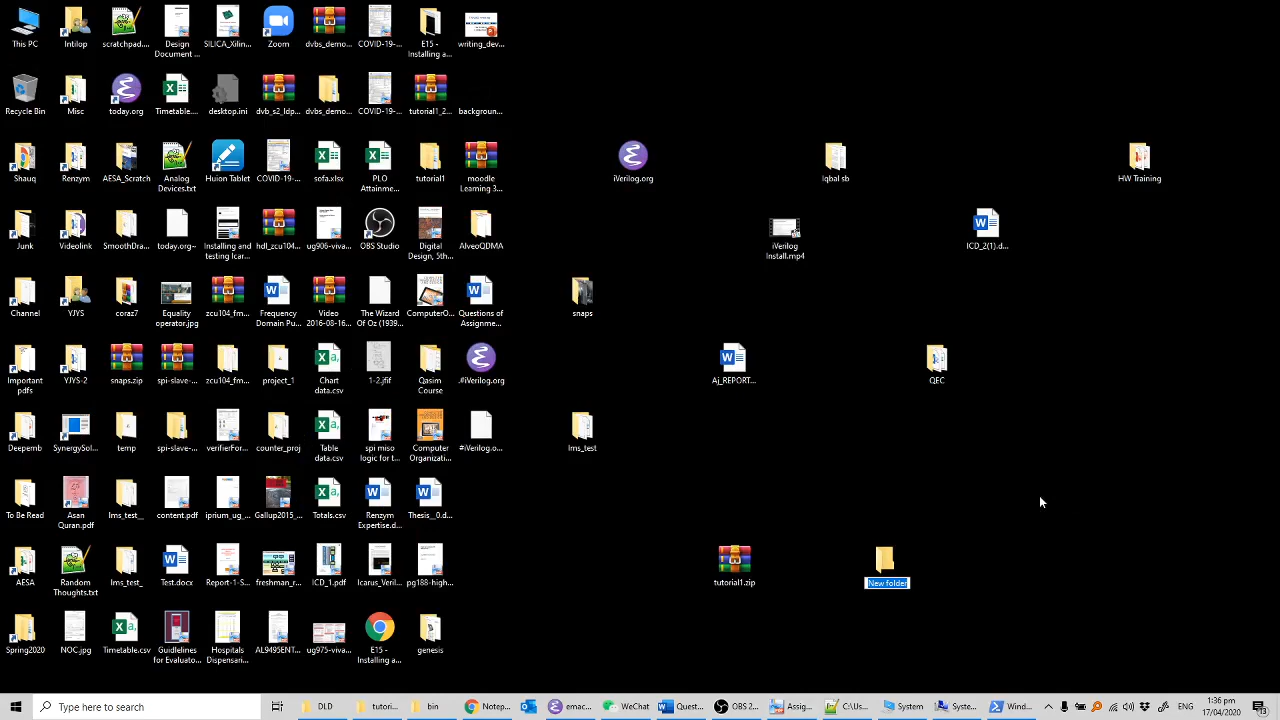 This PC
Intilop
Scratchpad....
Design
Document ...
SILICA_Xilin...
Zoom
dvbs_demo...
COVID-19-...
E15 -
Installing a...
writing_dev...
Recycle Bin
Misc
today.org
Timetable....
desktop.ini
dvb_s2_ldp...
dvbs_demo...
COVID-19-...
tutorial1_2...
backgroun...
Shauq
Renzym
AESA_Scratch
Analog
Devices.txt
Huion Tablet
COVID-19-...
sofa.xlsx
PLO
Attainme...
tutorial1
moodle
Learning 3...
iVerilog.org
Iqbal sb
HW Training
Junk
Videolink
SmoothDra...
today.org~
Installing and
testing Icar...
hdl_zcu104...
ug906-viva...
OBS Studio
Digital
Design, 5th...
AlveoQDMA
iVerilog
Install.mp4
ICD_2(1).d...
Channel
YJYS
coraz7
Equality
operator.jpg
zcu104_fm...
Frequency
Domain Pu...
Video
2016-08-16...
The Wizard
Of Oz (1939...
ComputerO...
Questions of
Assignme...
snaps
Important
pdfs
YJYS-2
snaps.zip
spi-slave-...
zcu104_fm...
project_1
Chart
data.csv
1-2.jfif
Qasim
Course
.#iVerilog.org
Aj_REPORT...
QEC
Deepemb
SynergySol...
temp
spi-slave-...
verifierFor...
counter_proj
Table
data.csv
spi miso
logic for t...
Computer
Organizati...
#iVerilog.o...
lms_test
To Be Read
Asan
Quran.pdf
lms_test__
content.pdf
iprium_ug_...
Gallup2015_...
Totals.csv
Renzym
Expertise.d...
Thesis__0.d...
AESA
Random
Thoughts.txt
lms_test_
Test.docx
Report-1-S...
freshman_r...
ICD_1.pdf
Icarus_Veril...
pg188-high...
tutorial1.zip
New folder
Spring2020
NOC.jpg
Timetable.csv
Guidlelines
for Evaluato...
Hospitals
Dispensari...
AL9495ENT...
ug975-viva...
E15 -
Installing a...
genesis
Type here to search
DLD
tutori...
bin
Notep...
emac...
WeChat
Quest...
OBS 2...
Assig...
C:\Us...
System
Assig...
Wind...
ENG
1:36 pm
17/08/2020